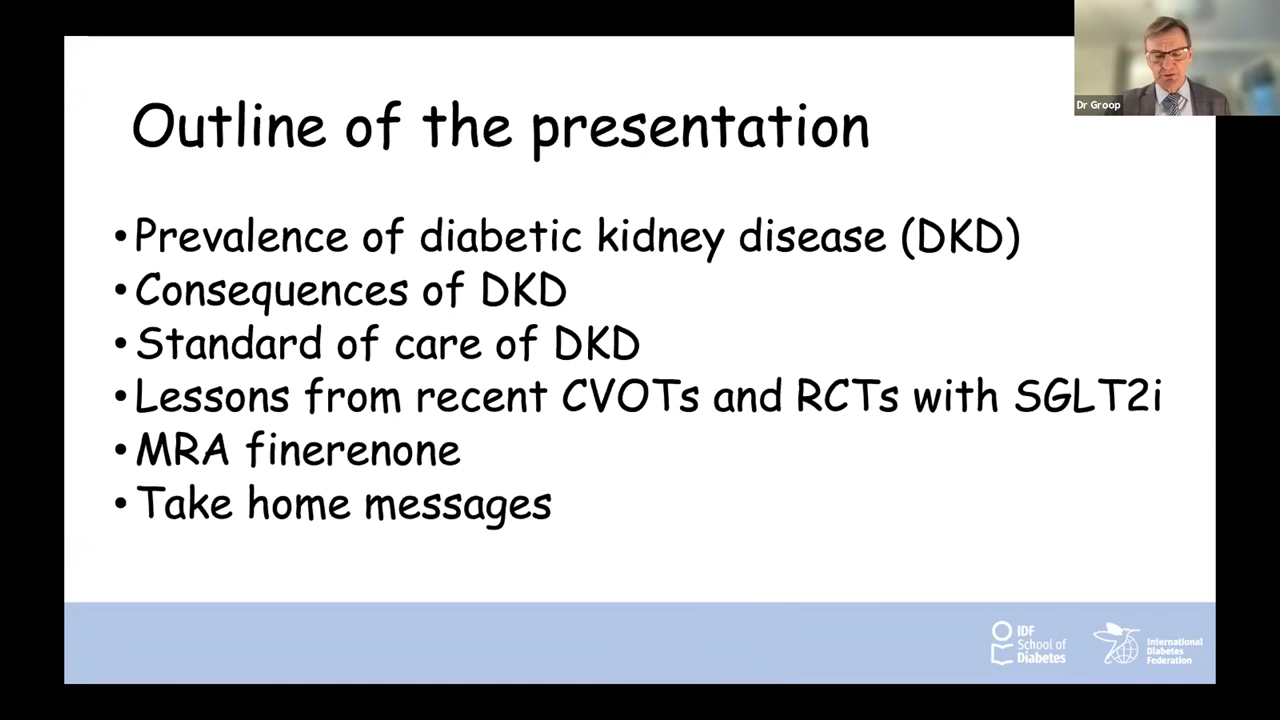 Dr Groop
Outline of the presentation
•Prevalence of diabetic kidney disease (DKD)
•Consequences of DKD
•Standard of care of DKD
•Lessons from recent CVOTs and RCTs with SGLT2i
•MRA finerenone
•Take home messages
IDF
School of
Diabetes
International
Diabetes
Federation